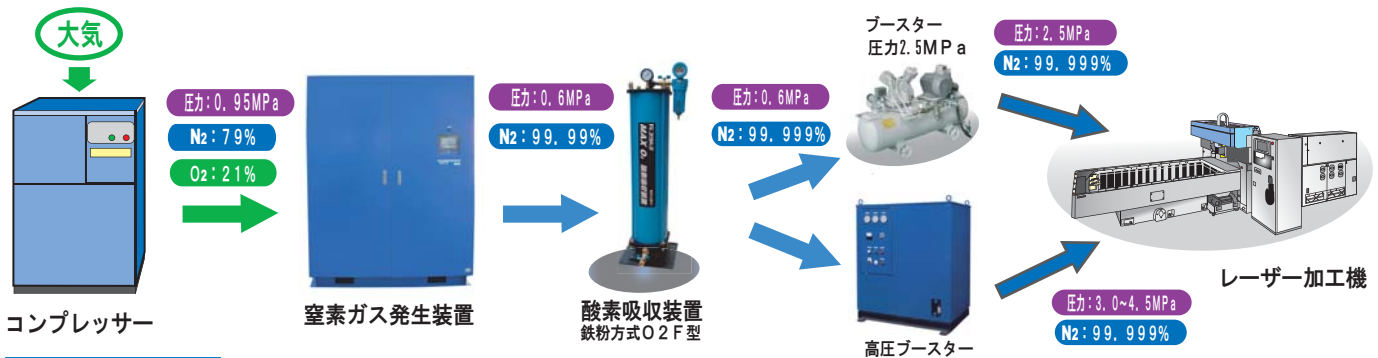 大気
圧力:0.95MPa
N2:79%
O2:21%
コンプレッサー
窒素ガス発生装置
圧力:0.6MPa
N2:99.99%
MAX O₂
酸素吸収装置
鉄粉方式O2F型
圧力:0.6MPa
N2:99.999%
ブースター
圧力2.5MPa
高圧ブースター
圧力:2.5MPa
N2:99.999%
圧力:3.0~4.5MPa
N2:99.999%
レーザー加工機